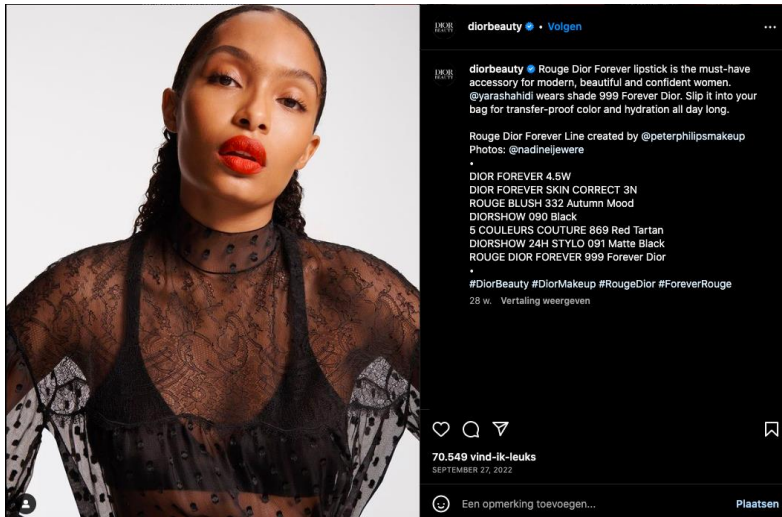 DIOR
BEAUTY
diorbeauty • Volgen
DIOR
BEAUTY
diorbeauty Rouge Dior Forever lipstick is the must-have
accessory for modern, beautiful and confident women.
@yarashahidi wears shade 999 Forever Dior. Slip it into your
bag for transfer-proof color and hydration all day long.
Rouge Dior Forever Line created by @peterphilipsmakeup
Photos: @nadineijewere
•
DIOR FOREVER 4.5W
DIOR FOREVER SKIN CORRECT 3N
ROUGE BLUSH 332 Autumn Mood
DIORSHOW 090 Black
5 COULEURS COUTURE 869 Red Tartan
DIORSHOW 24H STYLO 091 Matte Black
ROUGE DIOR FOREVER 999 Forever Dior
•
#DiorBeauty #DiorMakeup #RougeDior #ForeverRouge
28 w. Vertaling weergeven
70.549 vind-ik-leuks
SEPTEMBER 27, 2022
Een opmerking toevoegen... Plaatsen